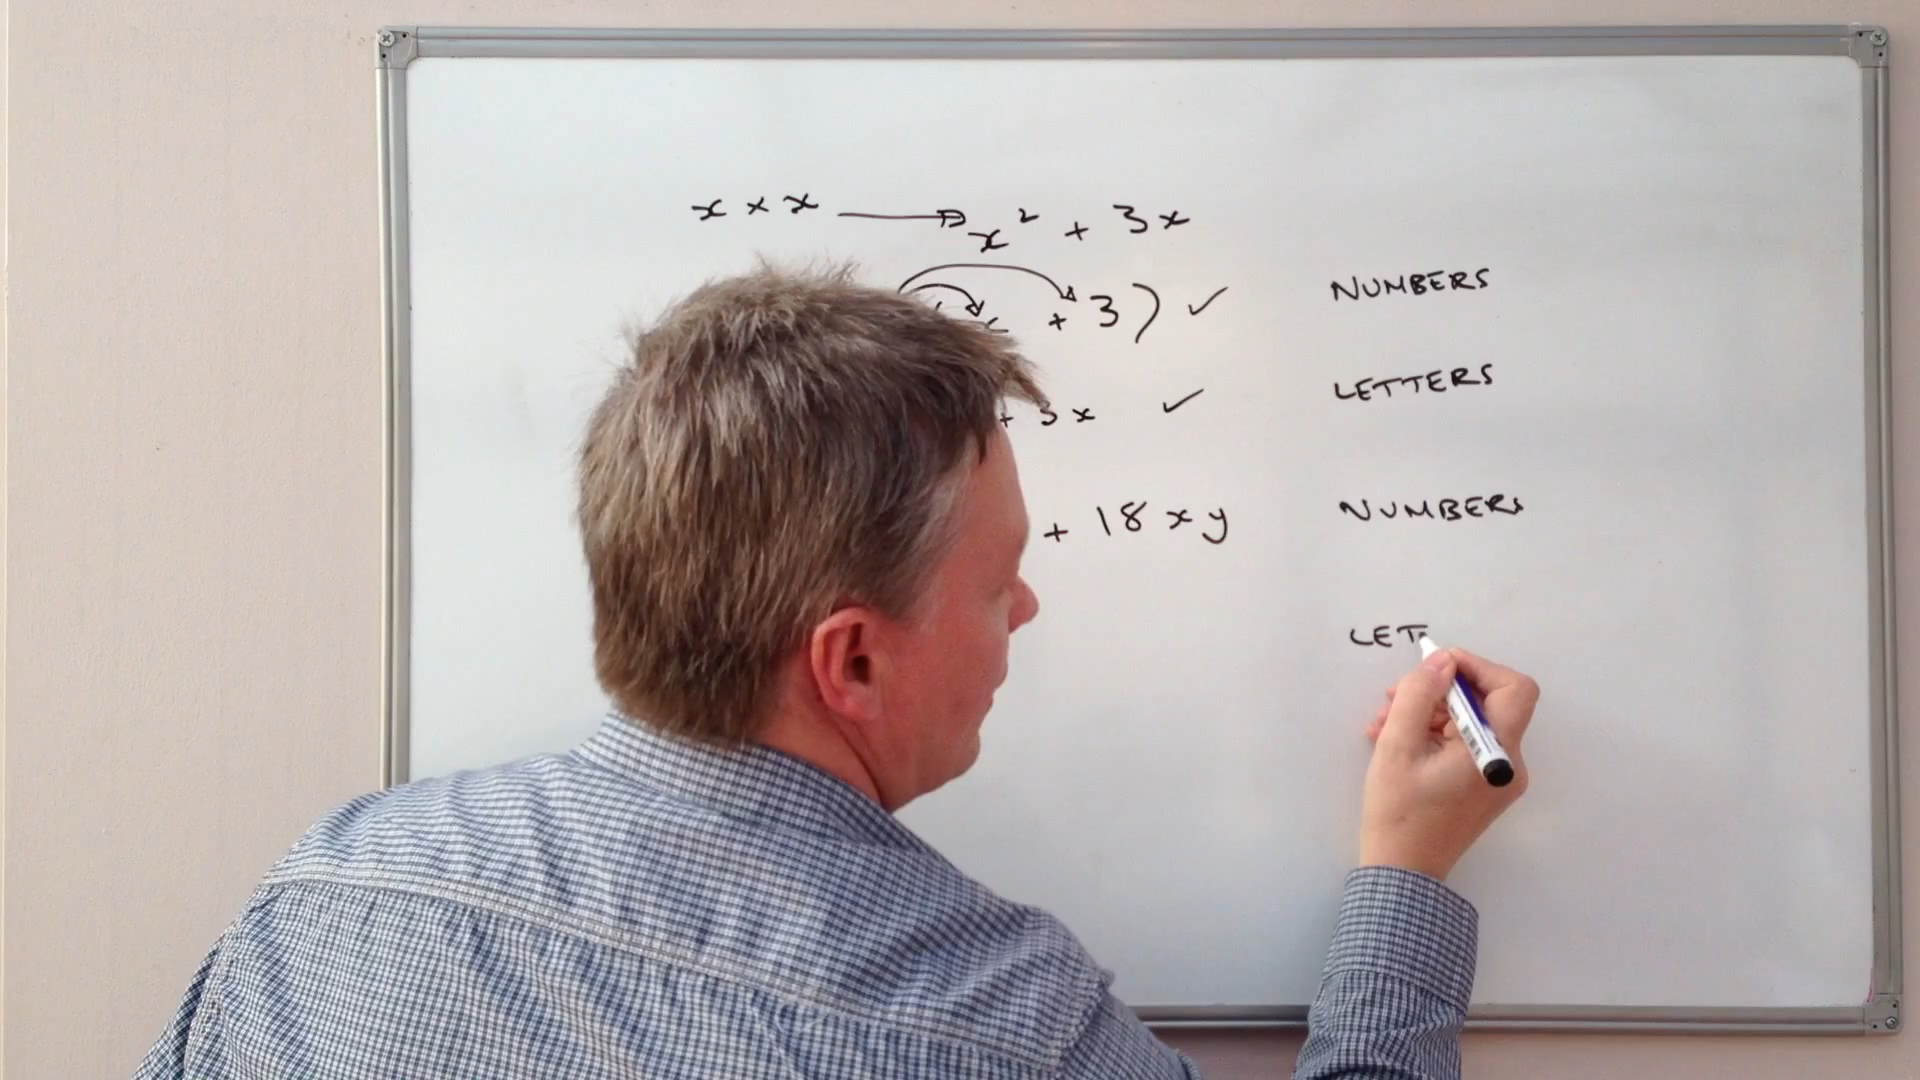 x × x → x² + 3x
+ 3) ✓ NUMBERS
+ 3x ✓ LETTERS
+ 18xy NUMBERS
LET